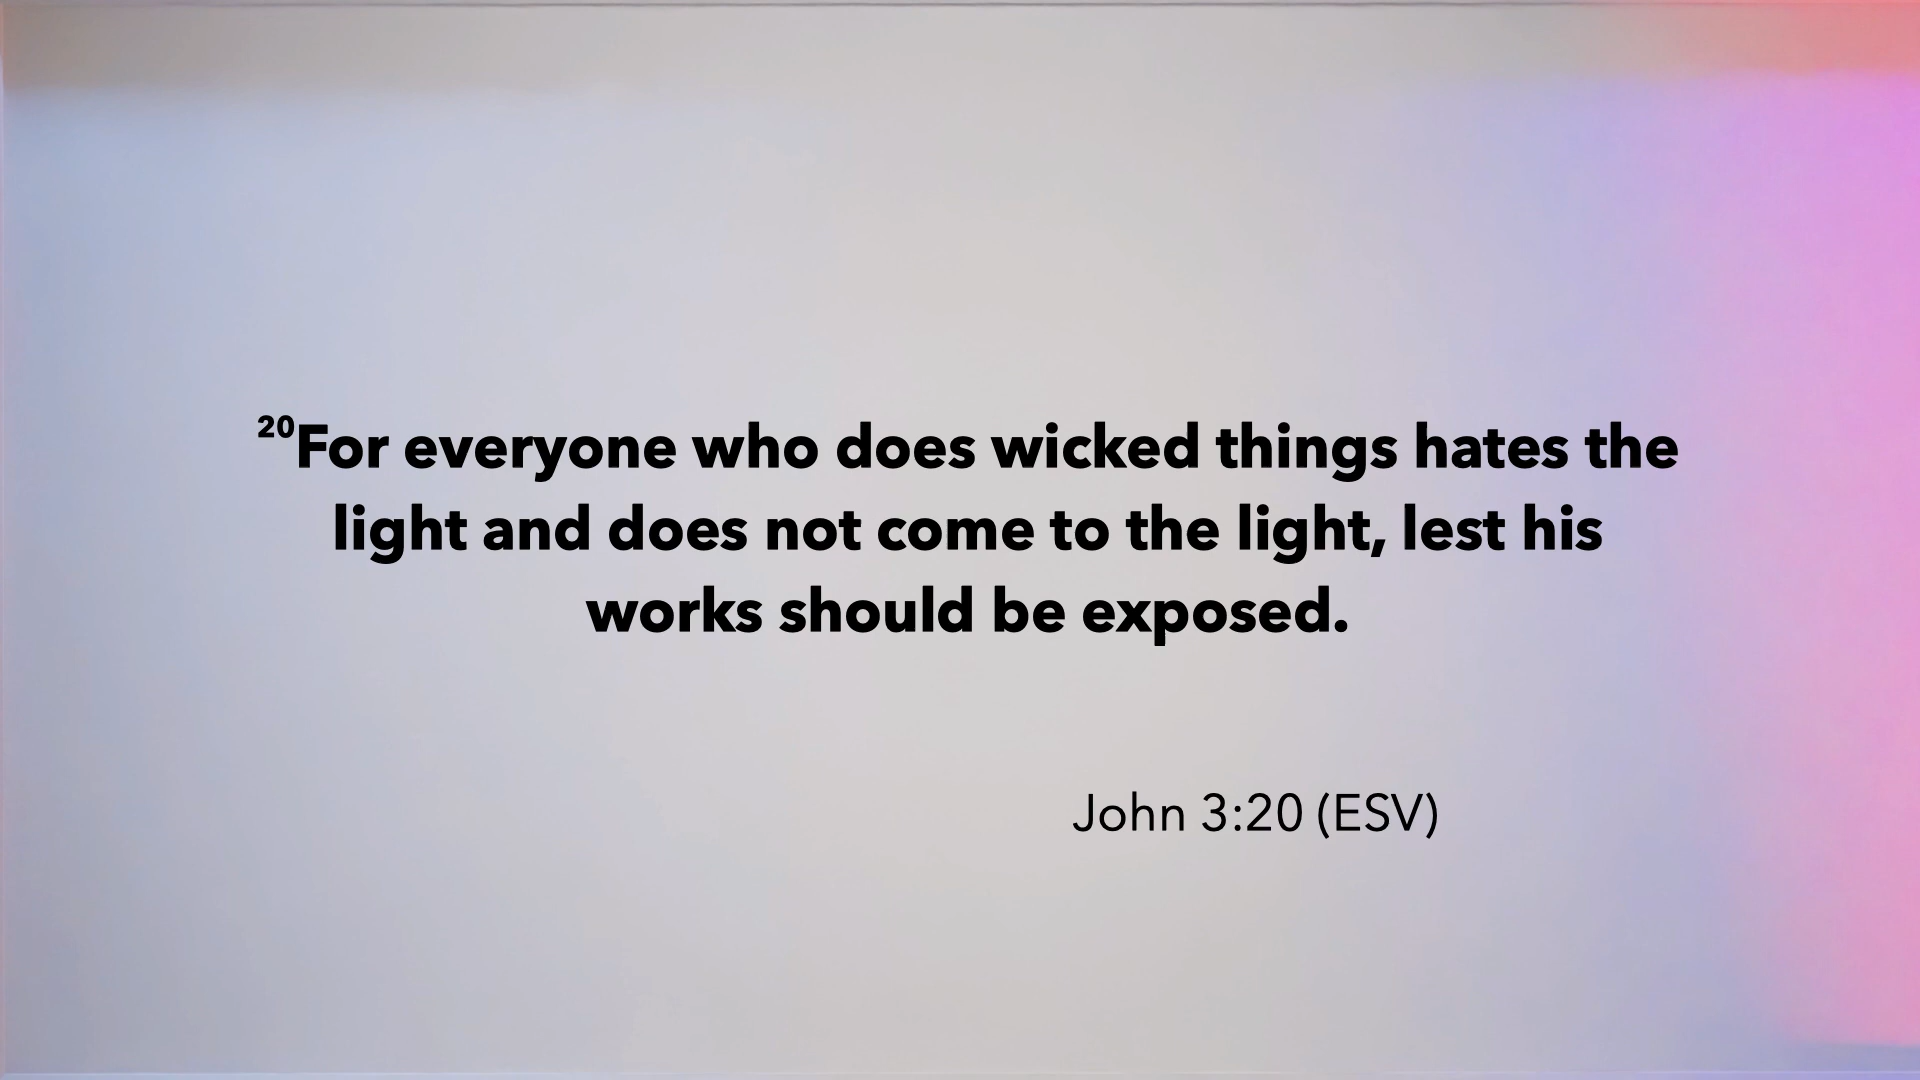 ²⁰For everyone who does wicked things hates the
light and does not come to the light, lest his
works should be exposed.
John 3:20 (ESV)